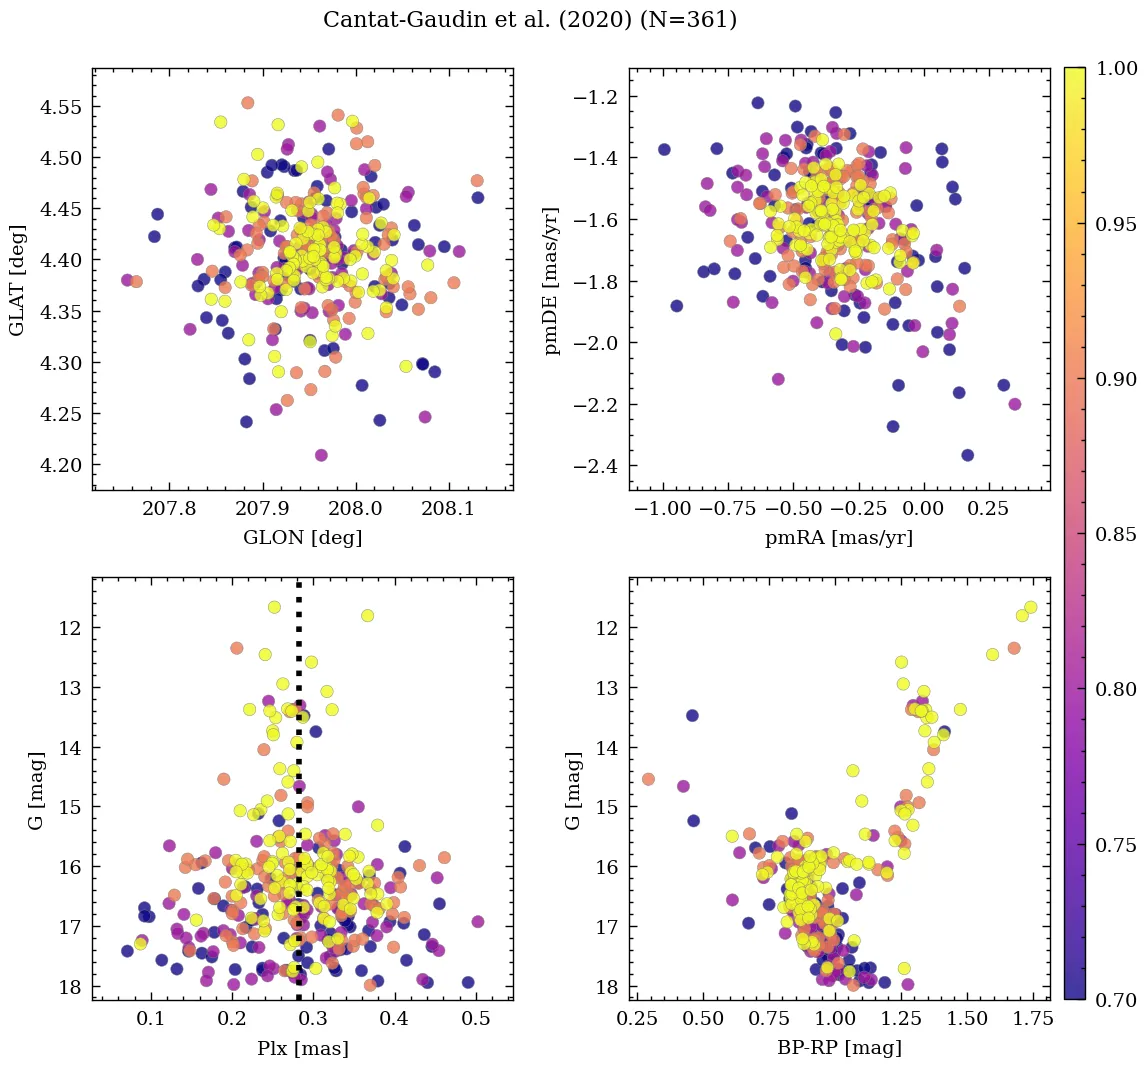 Cantat-Gaudin et al. (2020) (N=361)
4.55
4.50
4.45
4.40
4.35
4.30
4.25
4.20
GLAT [deg]
207.8 207.9 208.0 208.1
GLON [deg]
−1.2
−1.4
−1.6
−1.8
−2.0
−2.2
−2.4
pmDE [mas/yr]
−1.00 −0.75 −0.50 −0.25 0.00 0.25
pmRA [mas/yr]
12
13
14
15
16
17
18
G [mag]
0.1 0.2 0.3 0.4 0.5
Plx [mas]
12
13
14
15
16
17
18
G [mag]
0.25 0.50 0.75 1.00 1.25 1.50 1.75
BP-RP [mag]
1.00
0.95
0.90
0.85
0.80
0.75
0.70